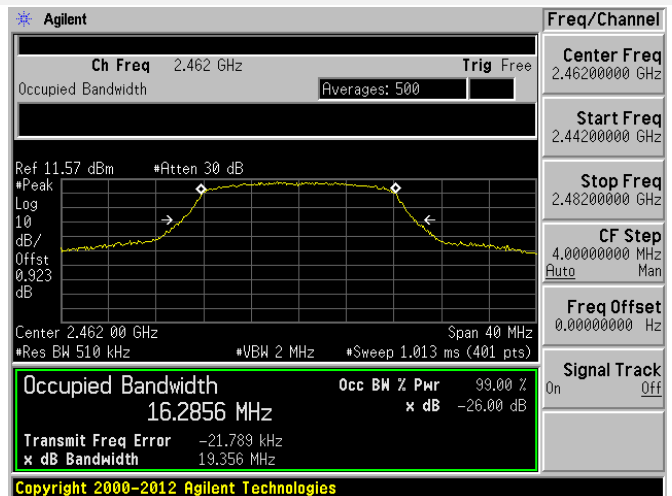 Agilent
Freq/Channel
Ch Freq 2.462 GHz Trig Free
Occupied Bandwidth Averages: 500
Center Freq
2.46200000 GHz
Start Freq
2.44200000 GHz
Stop Freq
2.48200000 GHz
CF Step
4.00000000 MHz
Auto Man
Freq Offset
0.00000000 Hz
Signal Track
On Off
Ref 11.57 dBm #Atten 30 dB
#Peak
Log
10
dB/
Offst
0.923
dB
Center 2.462 00 GHz Span 40 MHz
#Res BW 510 kHz #VBW 2 MHz #Sweep 1.013 ms (401 pts)
Occupied Bandwidth Occ BW % Pwr 99.00 %
16.2856 MHz x dB -26.00 dB
Transmit Freq Error -21.789 kHz
x dB Bandwidth 19.356 MHz
Copyright 2000-2012 Agilent Technologies